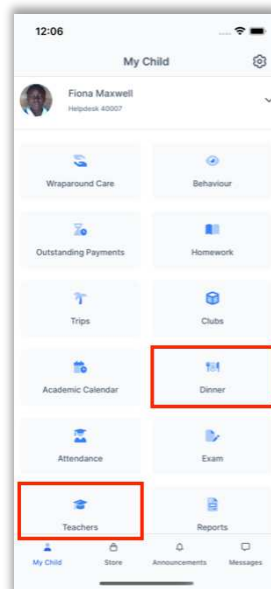 12:06
My Child
Fiona Maxwell
Helpdesk 40007
Wraparound Care
Behaviour
Outstanding Payments
Homework
Trips
Clubs
Academic Calendar
Dinner
Attendance
Exam
Teachers
Reports
My Child
Store
Announcements
Messages